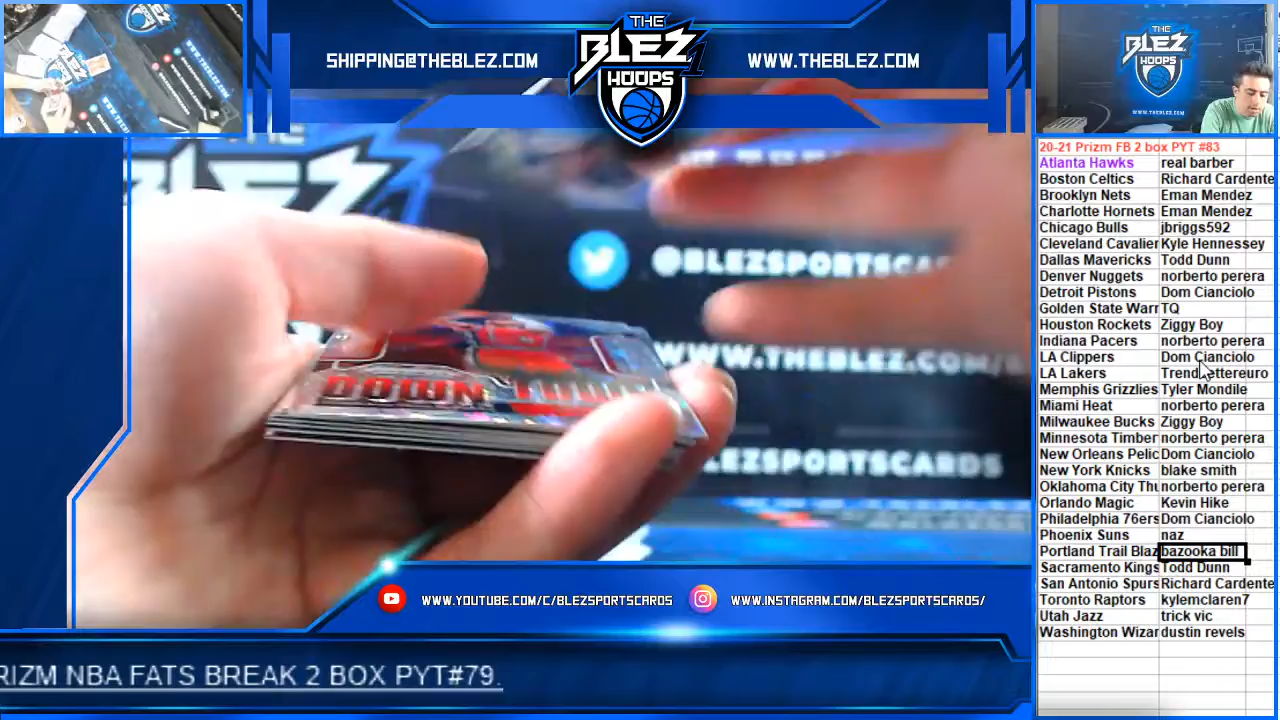 SHIPPING@THEBLEZ.COM
THE
BLEZ
HOOPS
1
WWW.THEBLEZ.COM
THE
BLEZ
HOOPS
WWW.THEBLEZ.COM
THE
@BLEZSPORTSCA
WWW.THEBLEZ.COM/
LEZSPORTSCARDS
DOWN
WWW.YOUTUBE.COM/C/BLEZSPORTSCARDS
WWW.INSTAGRAM.COM/BLEZSPORTSCARDS/
RIZM NBA FATS BREAK 2 BOX PYT#79.
20-21 Prizm FB 2 box PYT #83
Atlanta Hawks real barber
Boston Celtics Richard Cardente
Brooklyn Nets Eman Mendez
Charlotte Hornets Eman Mendez
Chicago Bulls jbriggs592
Cleveland Cavalier Kyle Hennessey
Dallas Mavericks Todd Dunn
Denver Nuggets norberto perera
Detroit Pistons Dom Cianciolo
Golden State Warr TQ
Houston Rockets Ziggy Boy
Indiana Pacers norberto perera
LA Clippers Dom Cianciolo
LA Lakers Trendsettereuro
Memphis Grizzlies Tyler Mondile
Miami Heat norberto perera
Milwaukee Bucks Ziggy Boy
Minnesota Timber norberto perera
New Orleans Pelic Dom Cianciolo
New York Knicks blake smith
Oklahoma City Thu norberto perera
Orlando Magic Kevin Hike
Philadelphia 76ers Dom Cianciolo
Phoenix Suns naz
Portland Trail Blaz bazooka bill
Sacramento Kings Todd Dunn
San Antonio Spurs Richard Cardente
Toronto Raptors kylemclaren7
Utah Jazz trick vic
Washington Wizar dustin revels